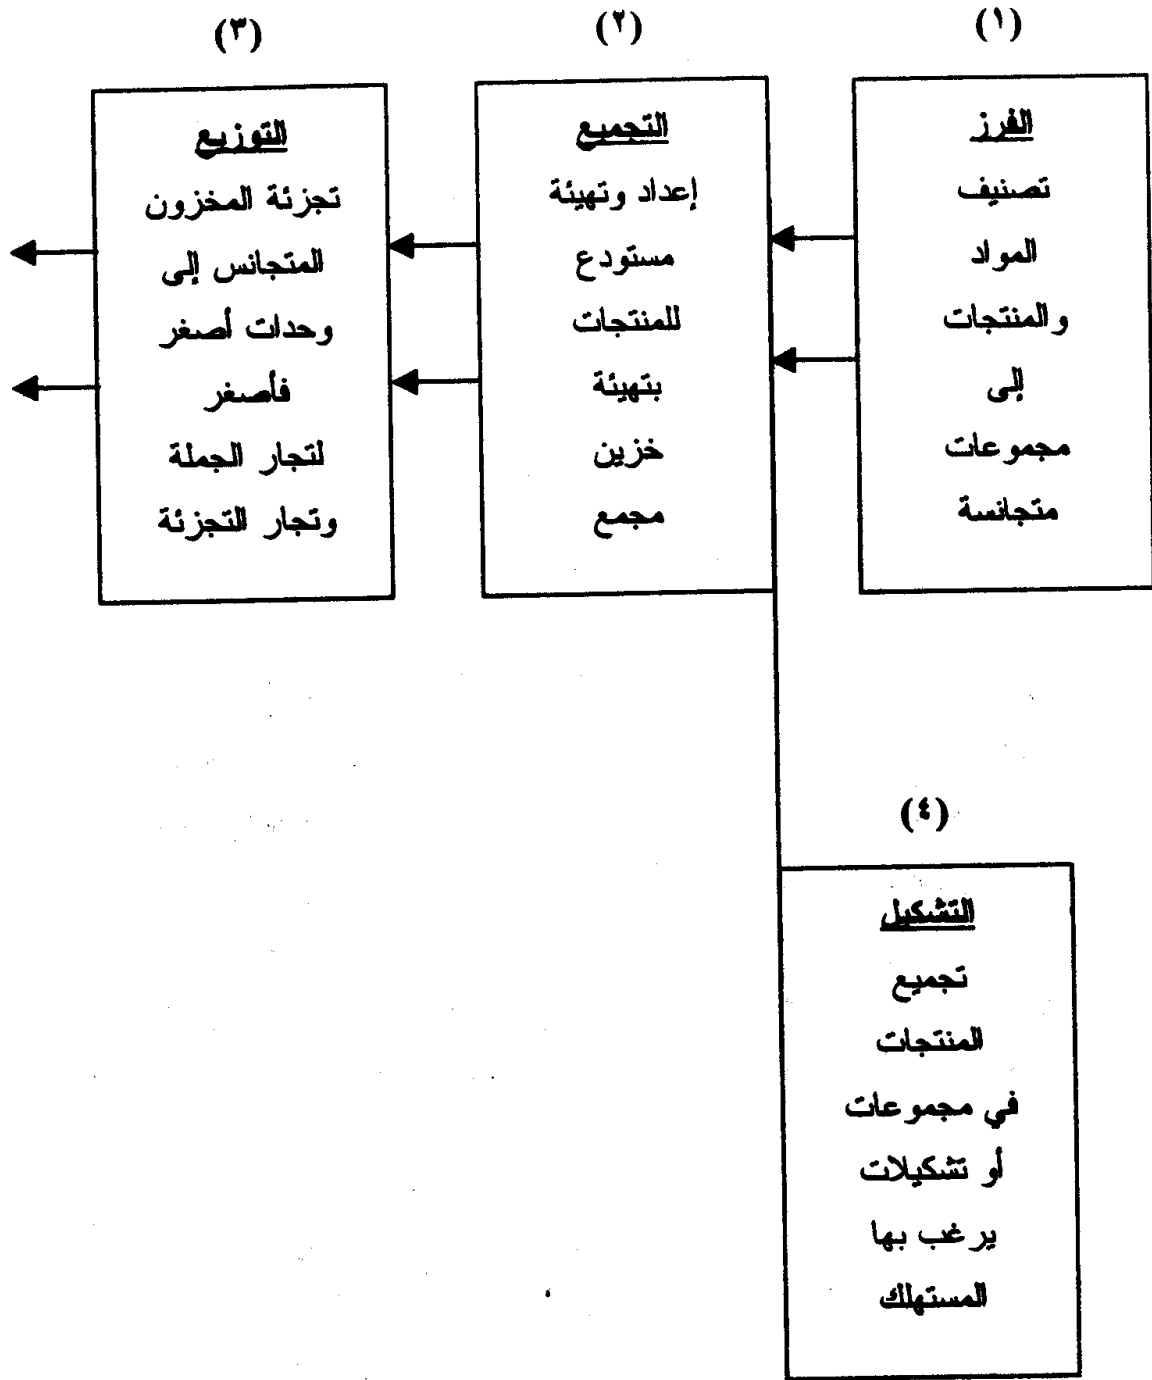 (١)
الفرز
تصنيف
المواد
والمنتجات
إلى
مجموعات
متجانسة
(٢)
التجميع
إعداد وتهيئة
مستودع
للمنتجات
بتهيئة
خزين
مجمع
(٣)
التوزيع
تجزئة المخزون
المتجانس إلى
وحدات أصغر
فأصغر
لتجار الجملة
وتجار التجزئة
(٤)
التشكيل
تجميع
المنتجات
في مجموعات
أو تشكيلات
يرغب بها
المستهلك